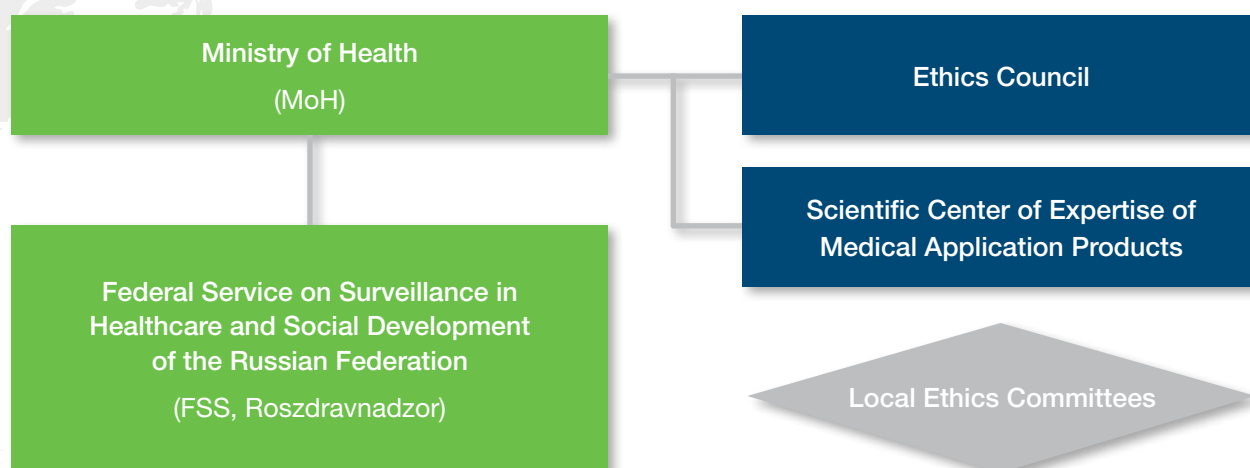 Ministry of Health
(MoH)
Ethics Council
Scientific Center of Expertise of
Medical Application Products
Federal Service on Surveillance in
Healthcare and Social Development
of the Russian Federation
(FSS, Roszdravnadzor)
Local Ethics Committees